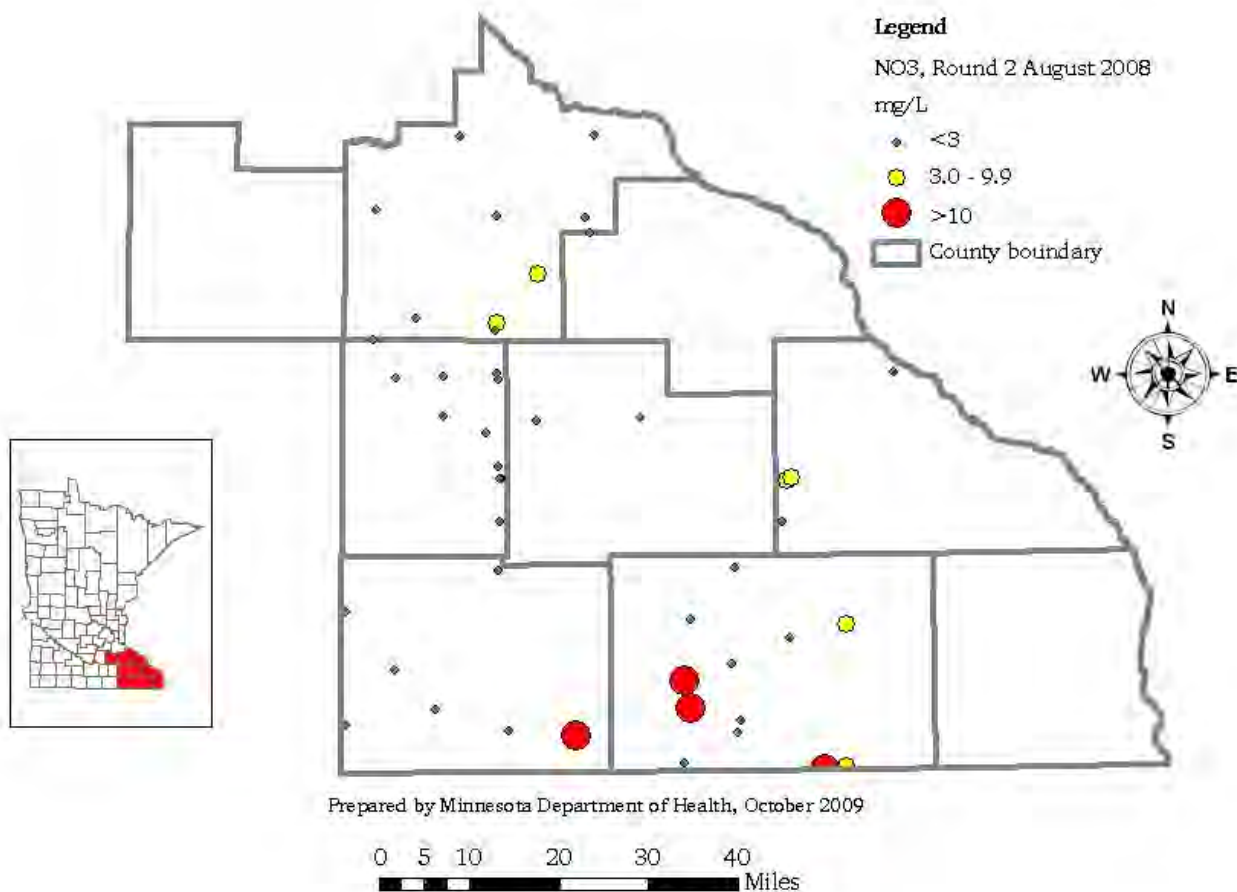 Legend
NO3, Round 2 August 2008
mg/L
<3
3.0 - 9.9
>10
County boundary
N
W E
S
Prepared by Minnesota Department of Health, October 2009
0 5 10 20 30 40
Miles